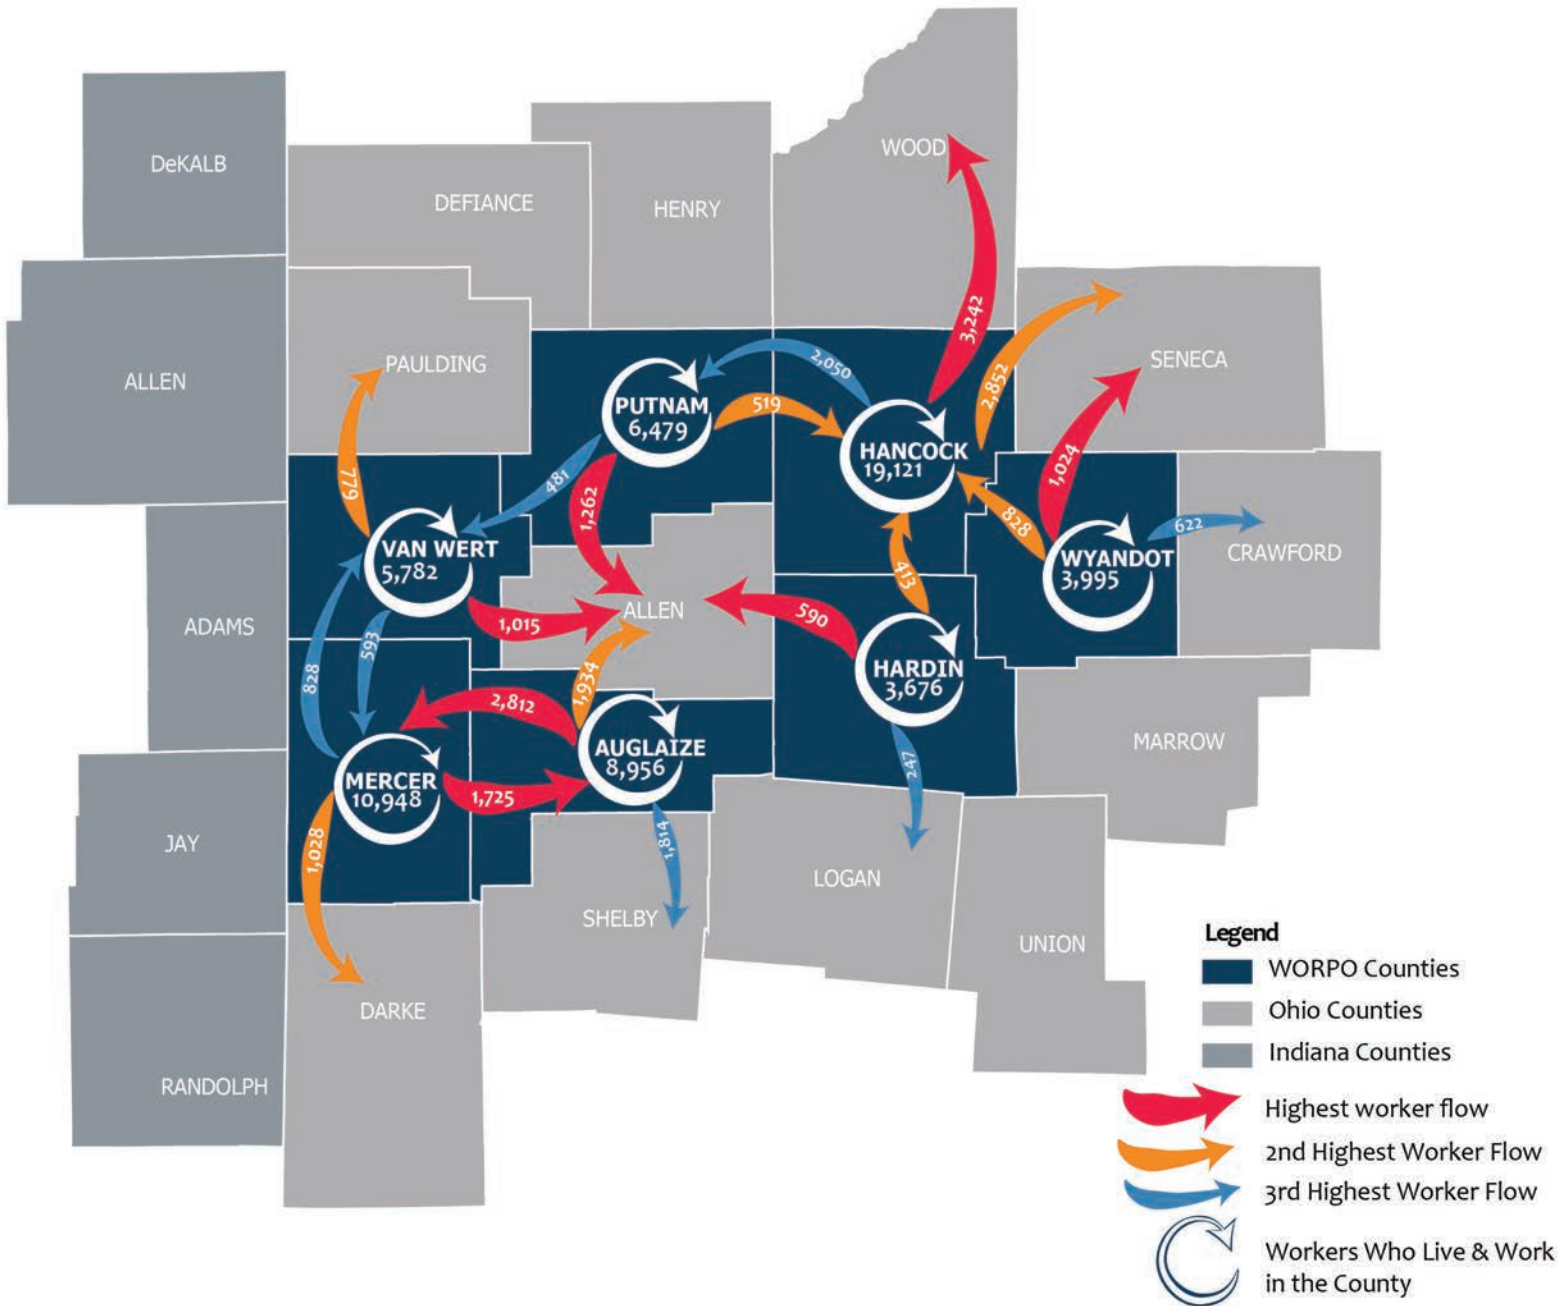 WOOD
DeKALB
DEFIANCE
HENRY
3,242
2,852
SENECA
PAULDING
ALLEN
2,050
PUTNAM
6,479
519
HANCOCK
19,121
1,024
779
481
1,262
828
622
CRAWFORD
VAN WERT
5,782
WYANDOT
3,995
413
ALLEN
590
1,015
ADAMS
593
828
HARDIN
3,676
1,934
2,812
AUGLAIZE
8,956
MARROW
247
MERCER
10,948
1,725
1,028
1,814
JAY
LOGAN
SHELBY
UNION
DARKE
RANDOLPH
Legend
WORPO Counties
Ohio Counties
Indiana Counties
Highest worker flow
2nd Highest Worker Flow
3rd Highest Worker Flow
Workers Who Live & Work
in the County